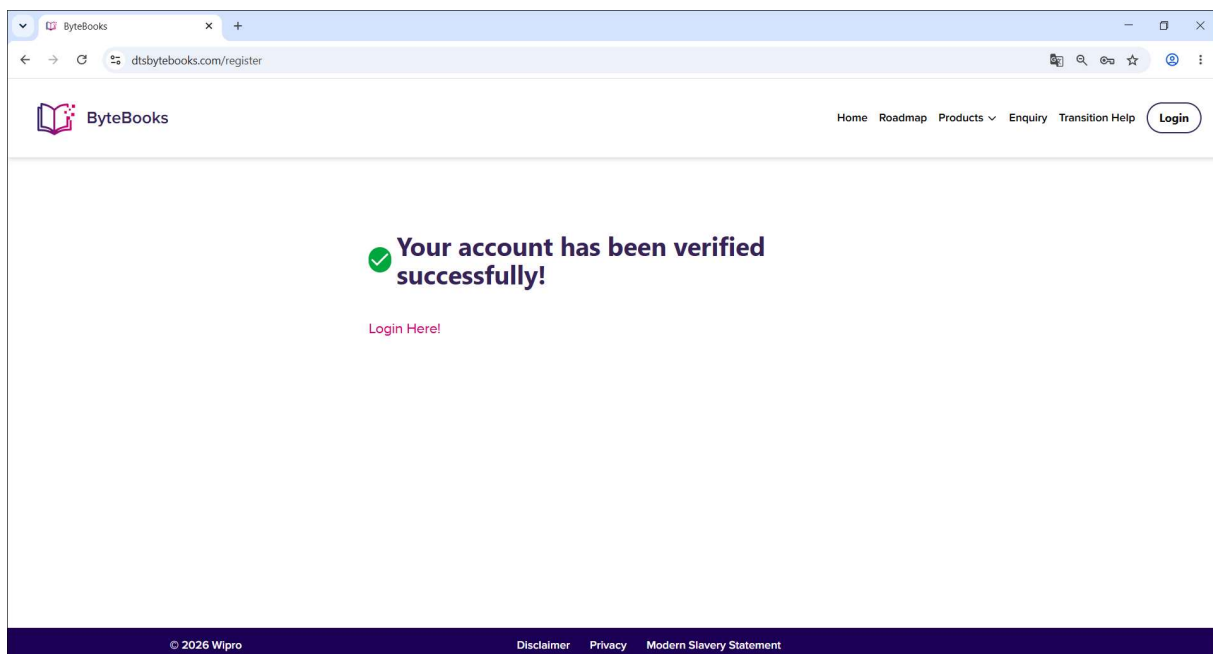 ByteBooks
dtsbytebooks.com/register
ByteBooks
Home Roadmap Products Enquiry Transition Help Login
Your account has been verified
successfully!
Login Here!
© 2026 Wipro Disclaimer Privacy Modern Slavery Statement